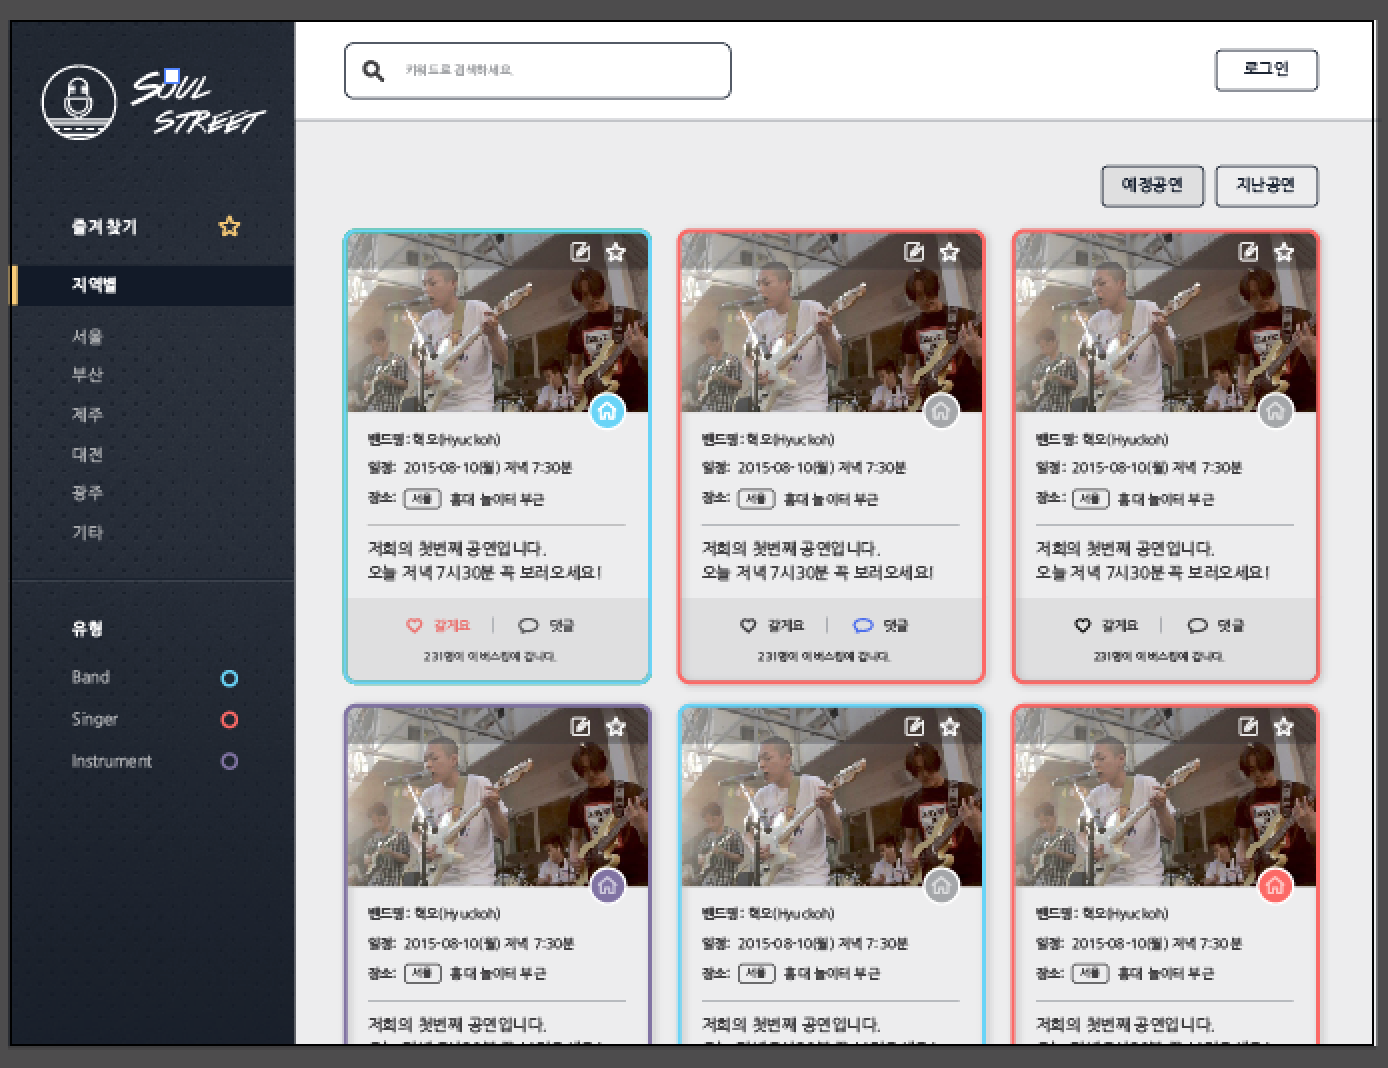 SOUL
STREET
키워드로 검색하세요.
로그인
즐겨찾기
지역별
서울
부산
제주
대전
광주
기타
유형
Band
Singer
Instrument
예정공연
지난공연
밴드명: 혁오(Hyuckoh)
일정: 2015-08-10(월) 저녁 7:30분
장소: 서울 홍대 놀이터 부근
저희의 첫번째 공연입니다.
오늘 저녁 7시30분 꼭 보러오세요!
갈게요 | 댓글
231명이 이 버스킹에 갑니다.
밴드명: 혁오(Hyuckoh)
일정: 2015-08-10(월) 저녁 7:30분
장소: 서울 홍대 놀이터 부근
저희의 첫번째 공연입니다.
오늘 저녁 7시30분 꼭 보러오세요!
갈게요 | 댓글
231명이 이 버스킹에 갑니다.
밴드명: 혁오(Hyuckoh)
일정: 2015-08-10(월) 저녁 7:30분
장소: 서울 홍대 놀이터 부근
저희의 첫번째 공연입니다.
오늘 저녁 7시30분 꼭 보러오세요!
갈게요 | 댓글
231명이 이 버스킹에 갑니다.
밴드명: 혁오(Hyuckoh)
일정: 2015-08-10(월) 저녁 7:30분
장소: 서울 홍대 놀이터 부근
저희의 첫번째 공연입니다.
밴드명: 혁오(Hyuckoh)
일정: 2015-08-10(월) 저녁 7:30분
장소: 서울 홍대 놀이터 부근
저희의 첫번째 공연입니다.
밴드명: 혁오(Hyuckoh)
일정: 2015-08-10(월) 저녁 7:30분
장소: 서울 홍대 놀이터 부근
저희의 첫번째 공연입니다.